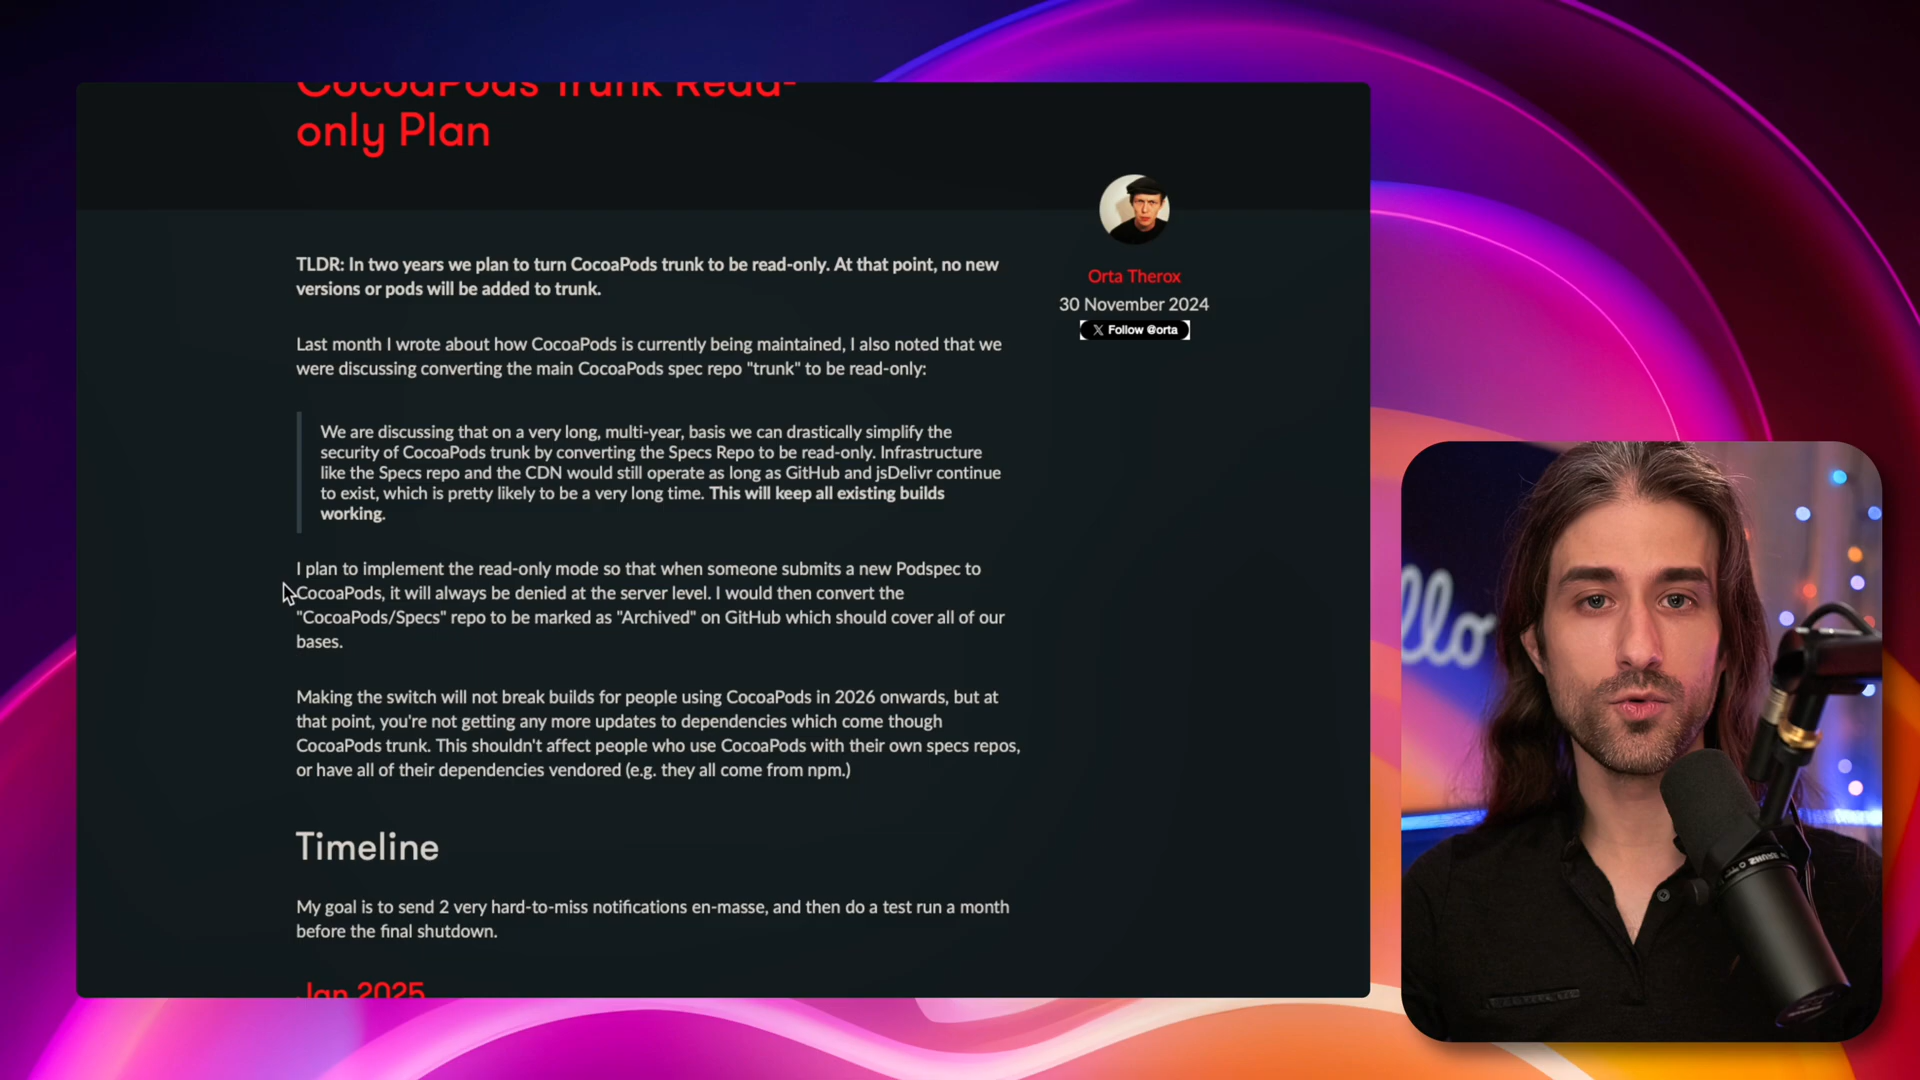 CocoaPods Trunk Read-
only Plan
Orta Therox
30 November 2024
Follow @orta
TLDR: In two years we plan to turn CocoaPods trunk to be read-only. At that point, no new
versions or pods will be added to trunk.
Last month I wrote about how CocoaPods is currently being maintained, I also noted that we
were discussing converting the main CocoaPods spec repo "trunk" to be read-only:
We are discussing that on a very long, multi-year, basis we can drastically simplify the
security of CocoaPods trunk by converting the Specs Repo to be read-only. Infrastructure
like the Specs repo and the CDN would still operate as long as GitHub and jsDelivr continue
to exist, which is pretty likely to be a very long time. This will keep all existing builds
working.
I plan to implement the read-only mode so that when someone submits a new Podspec to
CocoaPods, it will always be denied at the server level. I would then convert the
"CocoaPods/Specs" repo to be marked as "Archived" on GitHub which should cover all of our
bases.
Making the switch will not break builds for people using CocoaPods in 2026 onwards, but at
that point, you're not getting any more updates to dependencies which come though
CocoaPods trunk. This shouldn't affect people who use CocoaPods with their own specs repos,
or have all of their dependencies vendored (e.g. they all come from npm.)
Timeline
My goal is to send 2 very hard-to-miss notifications en-masse, and then do a test run a month
before the final shutdown.
Jan 2025